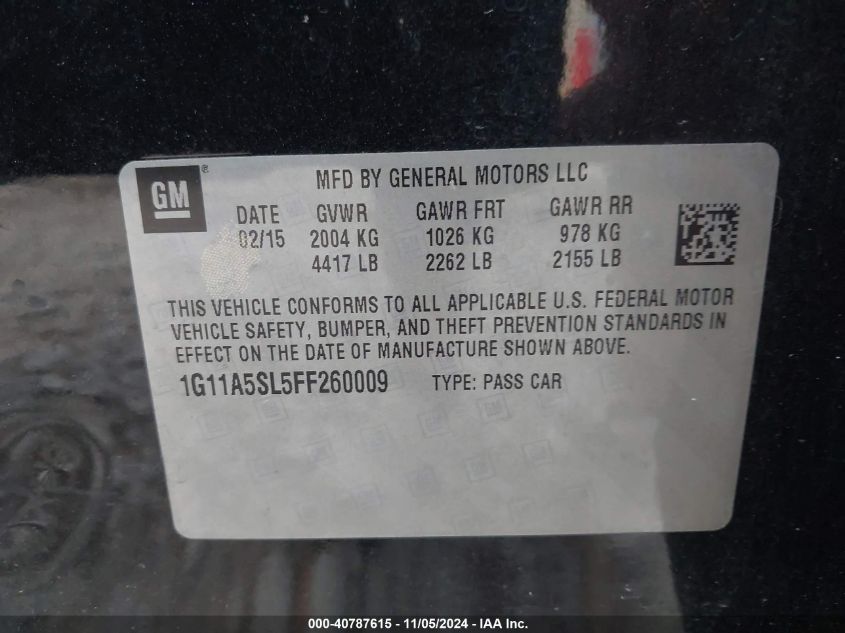 GM®
MFD BY GENERAL MOTORS LLC
DATE GVWR GAWR FRT GAWR RR
02/15 2004 KG 1026 KG 978 KG
4417 LB 2262 LB 2155 LB
THIS VEHICLE CONFORMS TO ALL APPLICABLE U.S. FEDERAL MOTOR
VEHICLE SAFETY, BUMPER, AND THEFT PREVENTION STANDARDS IN
EFFECT ON THE DATE OF MANUFACTURE SHOWN ABOVE.
1G11A5SL5FF260009 TYPE: PASS CAR
000-40787615 - 11/05/2024 - IAA Inc.